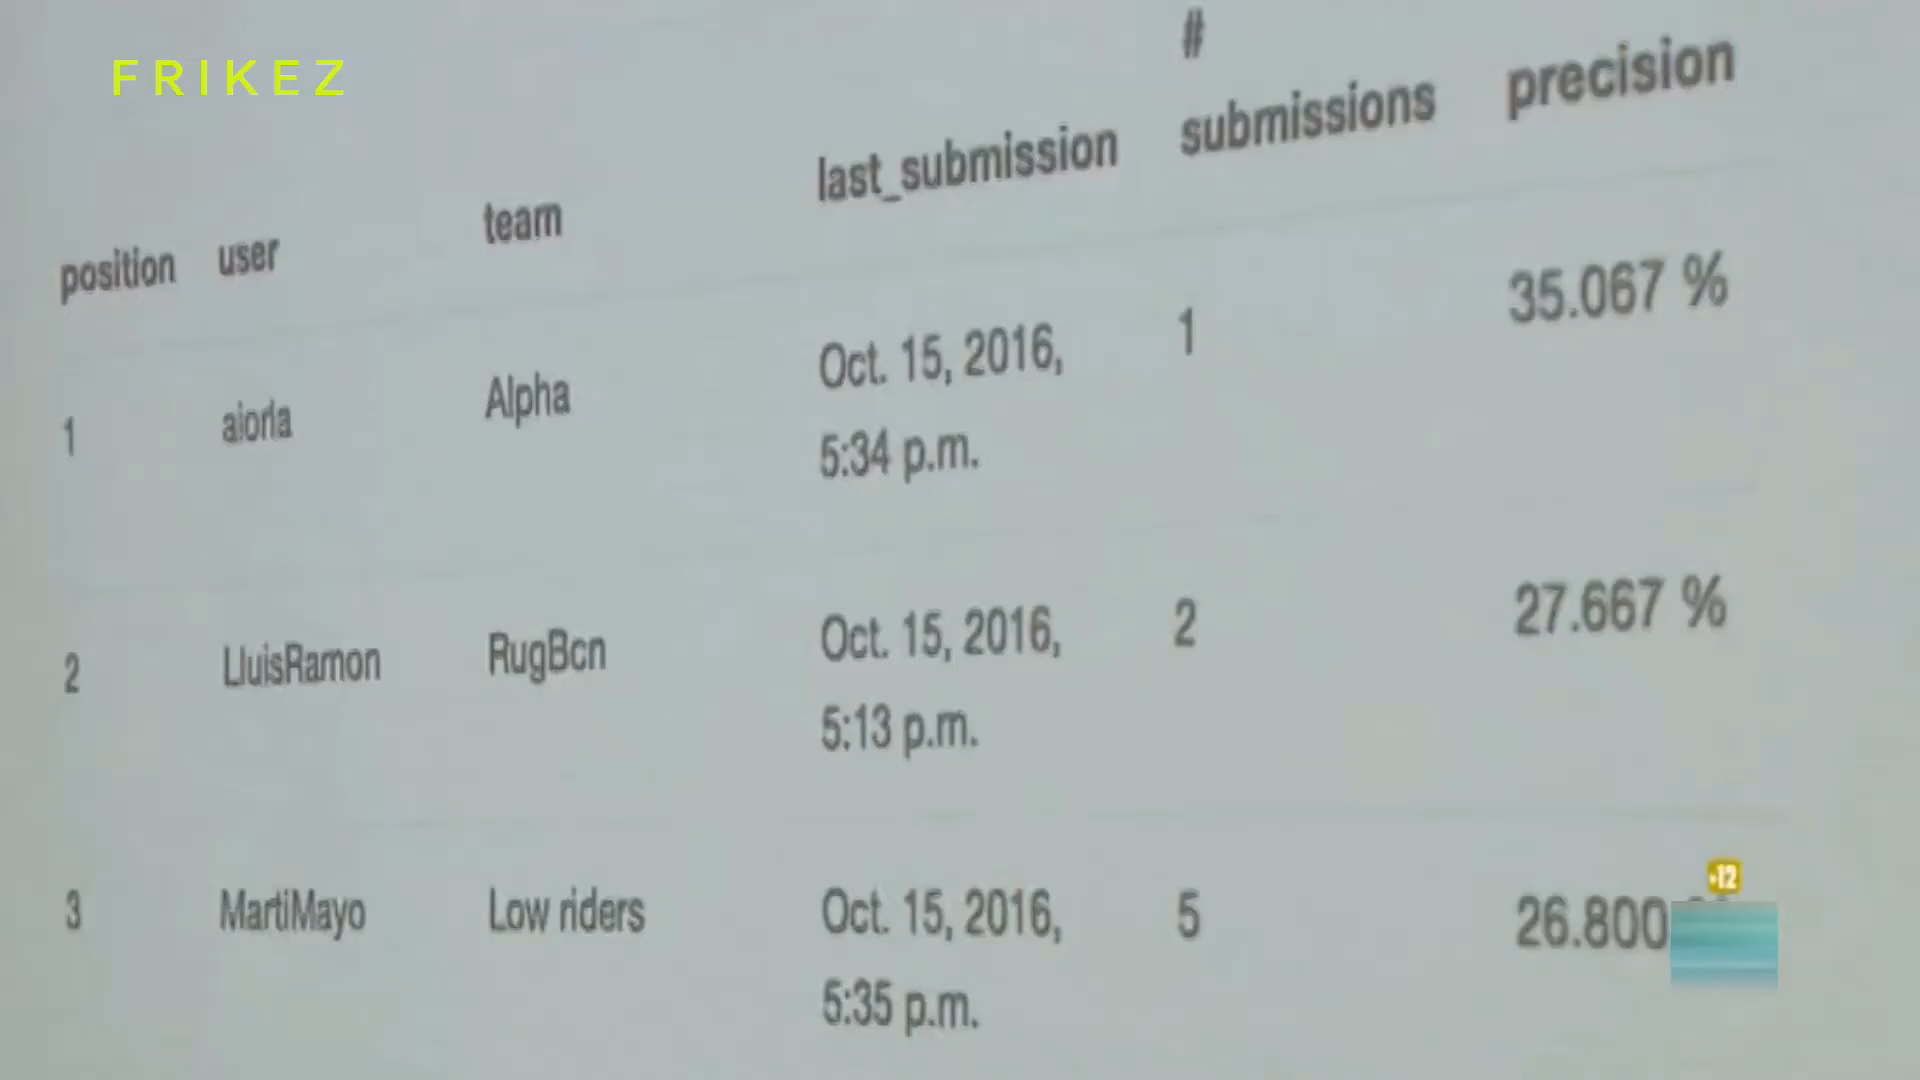 FRIKEZ
position user team last_submission # submissions precision
1 aiorla Alpha Oct. 15, 2016, 5:34 p.m. 1 35.067 %
2 LluisRamon RugBcn Oct. 15, 2016, 5:13 p.m. 2 27.667 %
3 MartiMayo Low riders Oct. 15, 2016, 5:35 p.m. 5 26.800
+12